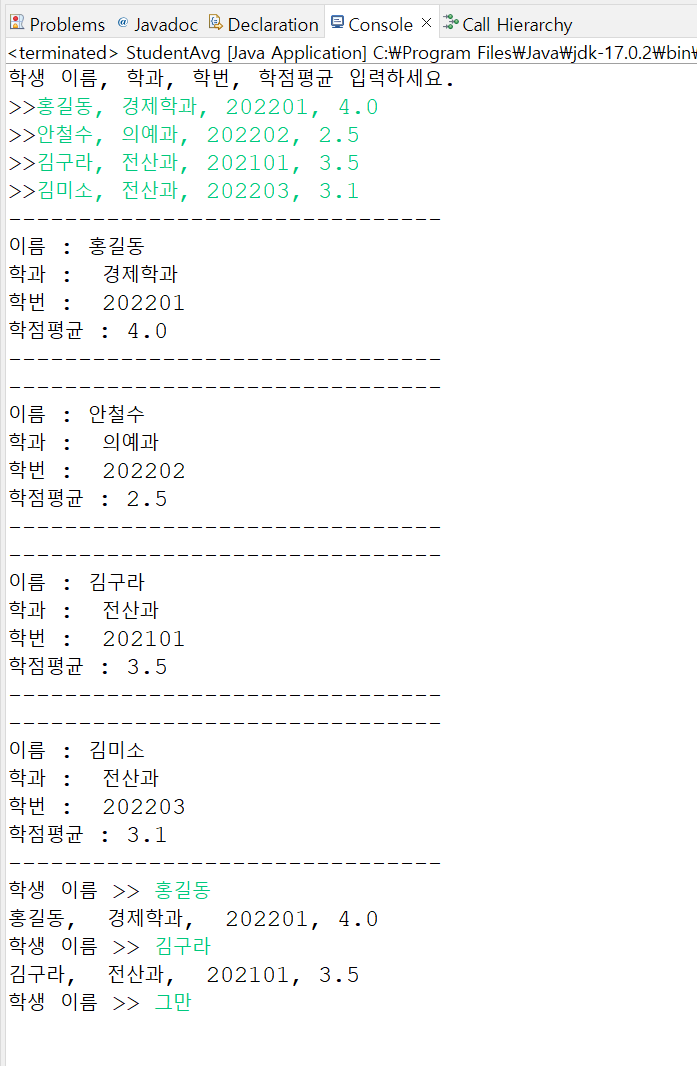 Problems @ Javadoc Declaration Console × Call Hierarchy
<terminated> StudentAvg [Java Application] C:₩Program Files₩Java₩jdk-17.0.2₩bin₩
학생 이름, 학과, 학번, 학점평균 입력하세요.
>>홍길동, 경제학과, 202201, 4.0
>>안철수, 의예과, 202202, 2.5
>>김구라, 전산과, 202101, 3.5
>>김미소, 전산과, 202203, 3.1
---------------------------------
이름 : 홍길동
학과 :  경제학과
학번 :  202201
학점평균 : 4.0
---------------------------------
---------------------------------
이름 : 안철수
학과 :  의예과
학번 :  202202
학점평균 : 2.5
---------------------------------
---------------------------------
이름 : 김구라
학과 :  전산과
학번 :  202101
학점평균 : 3.5
---------------------------------
---------------------------------
이름 : 김미소
학과 :  전산과
학번 :  202203
학점평균 : 3.1
---------------------------------
학생 이름 >> 홍길동
홍길동,  경제학과,  202201, 4.0
학생 이름 >> 김구라
김구라,  전산과,  202101, 3.5
학생 이름 >> 그만